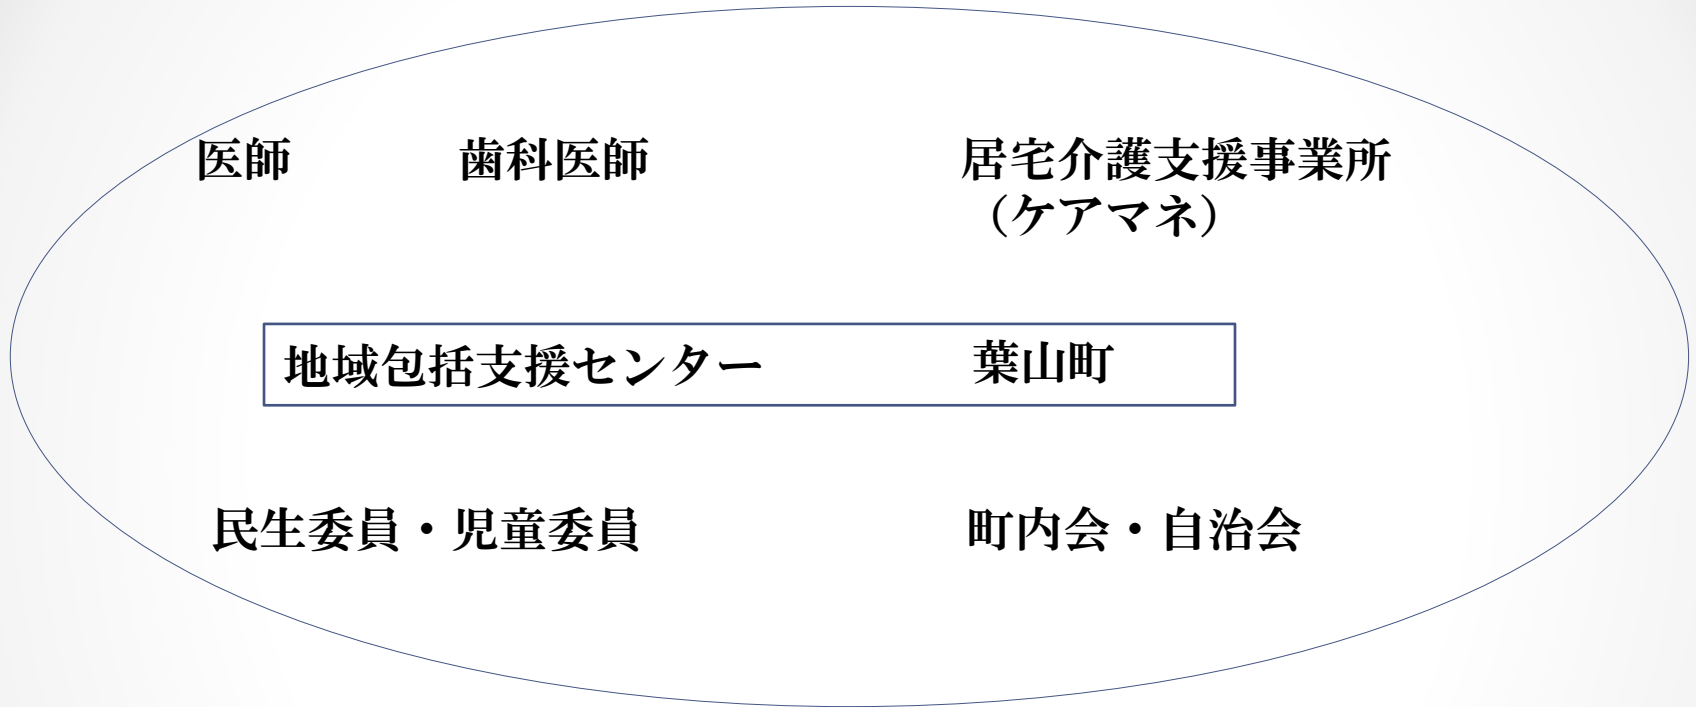 医師 歯科医師 居宅介護支援事業所
（ケアマネ）
地域包括支援センター 葉山町
民生委員・児童委員 町内会・自治会